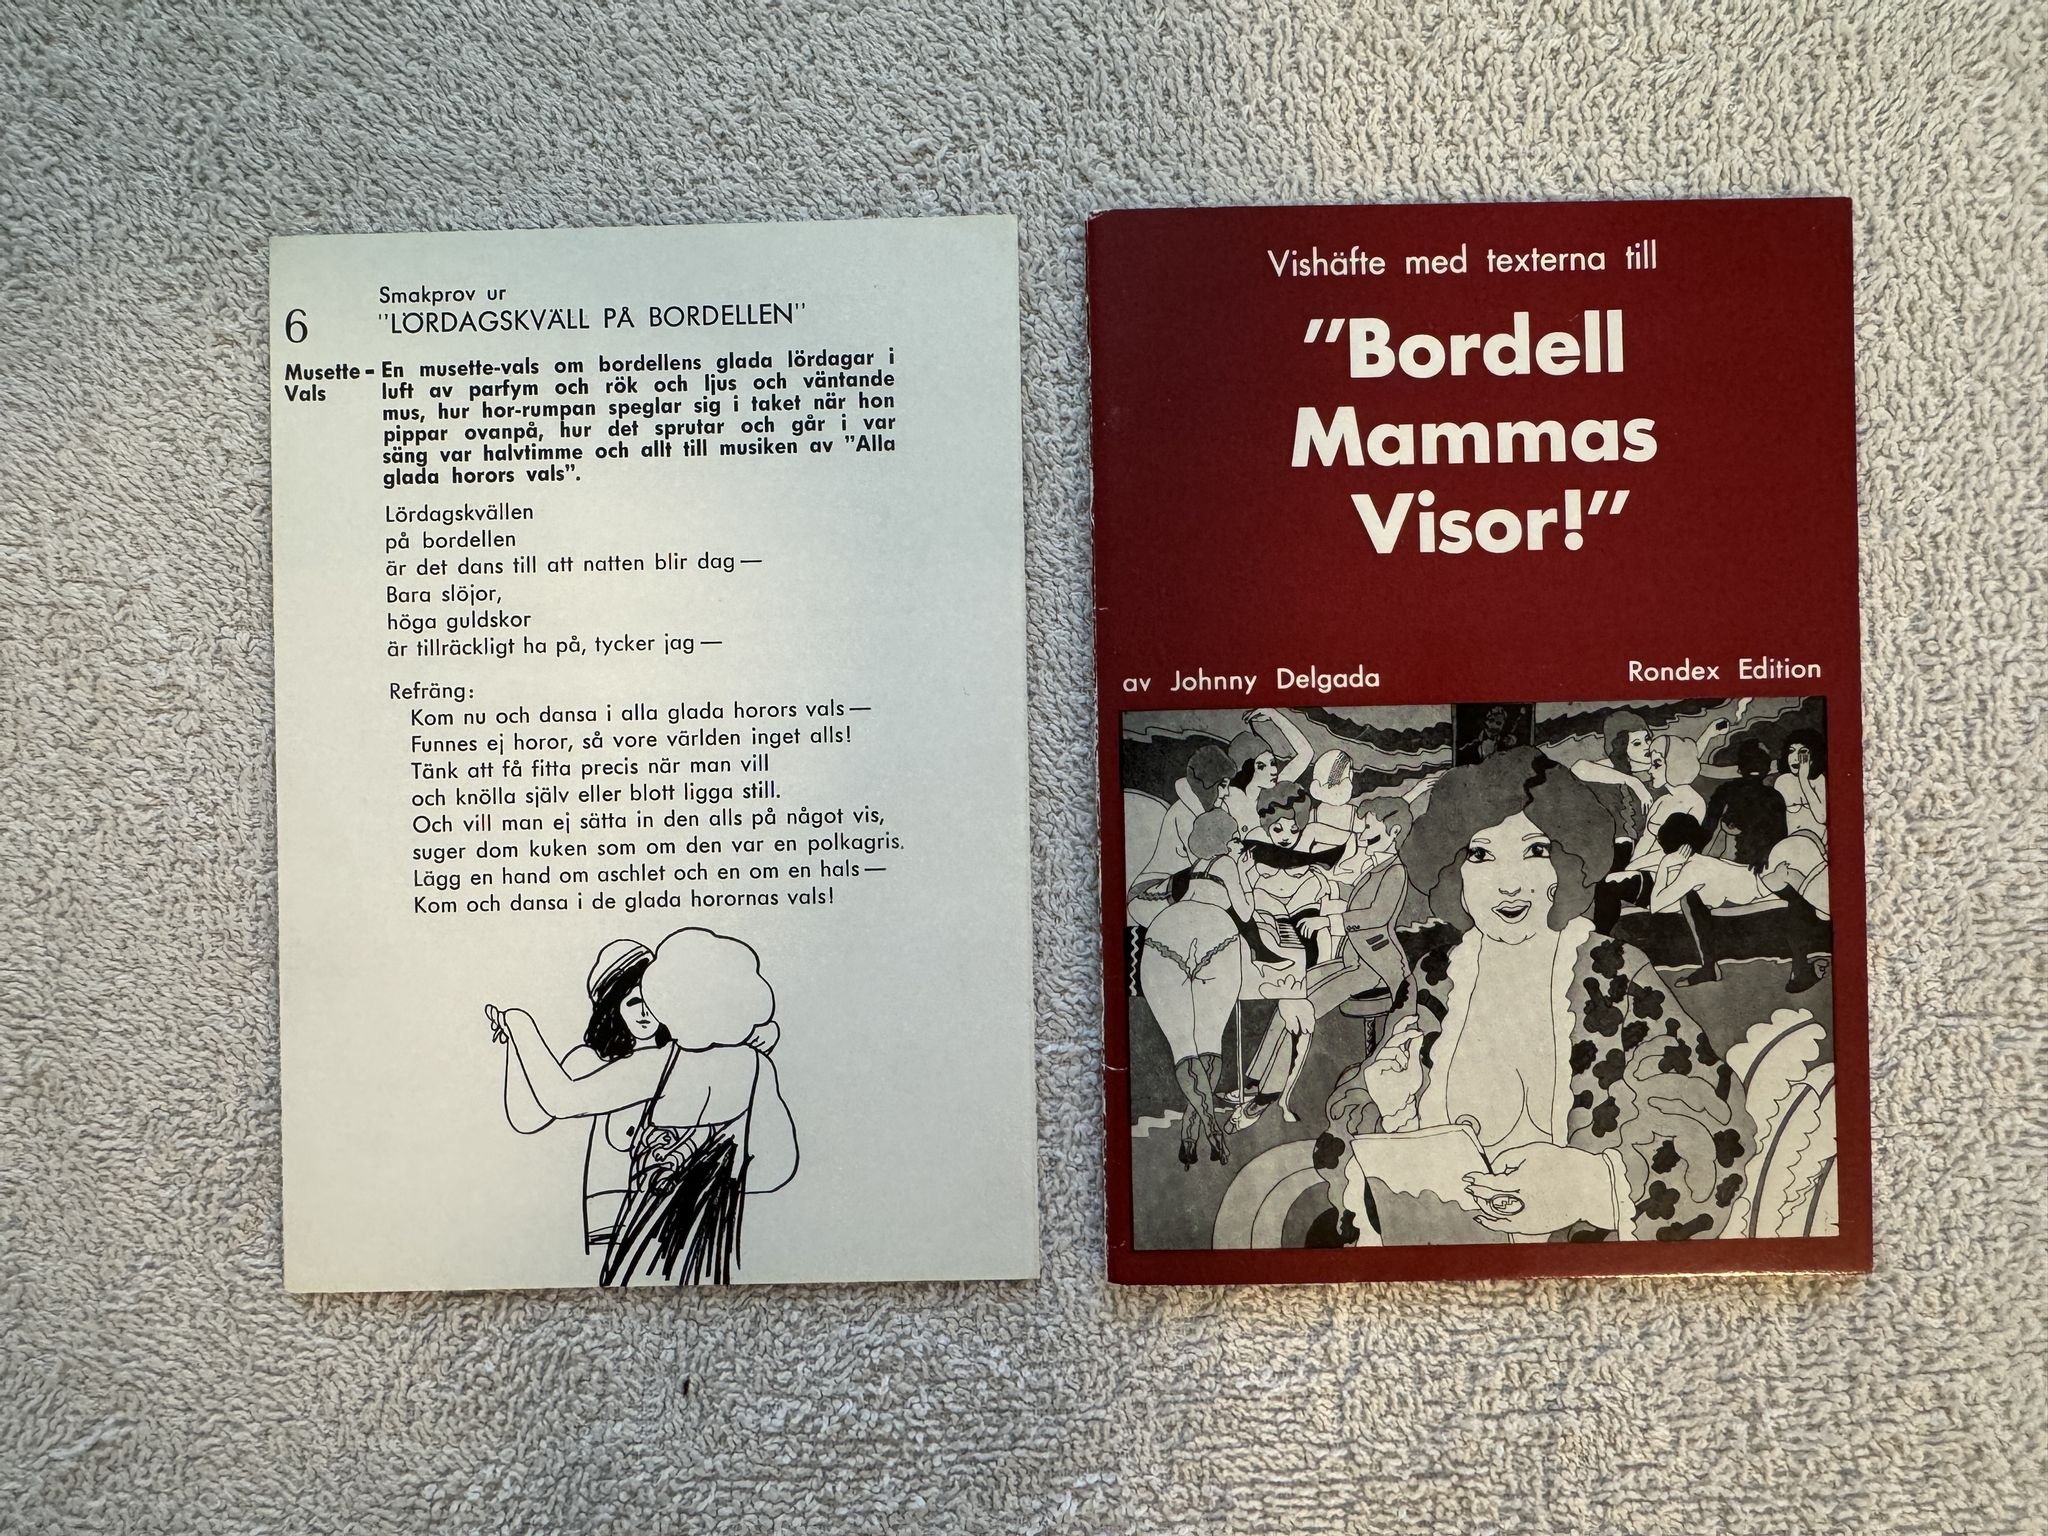 6
Smakprov ur
"LÖRDAGSKVÄLL PÅ BORDELLEN"
Musette-
Vals
En musette-vals om bordellens glada lördagar i
luft av parfym och rök och ljus och väntande
mus, hur hor-rumpan speglar sig i taket när hon
pippar ovanpå, hur det sprutar och går i var
säng var halvtimme och allt till musiken av "Alla
glada horors vals".
Lördagskvällen
på bordellen
är det dans till att natten blir dag—
Bara slöjor,
höga guldskor
är tillräckligt ha på, tycker jag—
Refräng:
Kom nu och dansa i alla glada horors vals—
Funnes ej horor, så vore världen inget alls!
Tänk att få fitta precis när man vill
och knölla själv eller blott ligga still.
Och vill man ej sätta in den alls på något vis,
suger dom kuken som om den var en polkagris.
Lägg en hand om aschlet och en om en hals—
Kom och dansa i de glada horornas vals!
Vishäfte med texterna till
"Bordell
Mammas
Visor!"
av Johnny Delgada
Rondex Edition